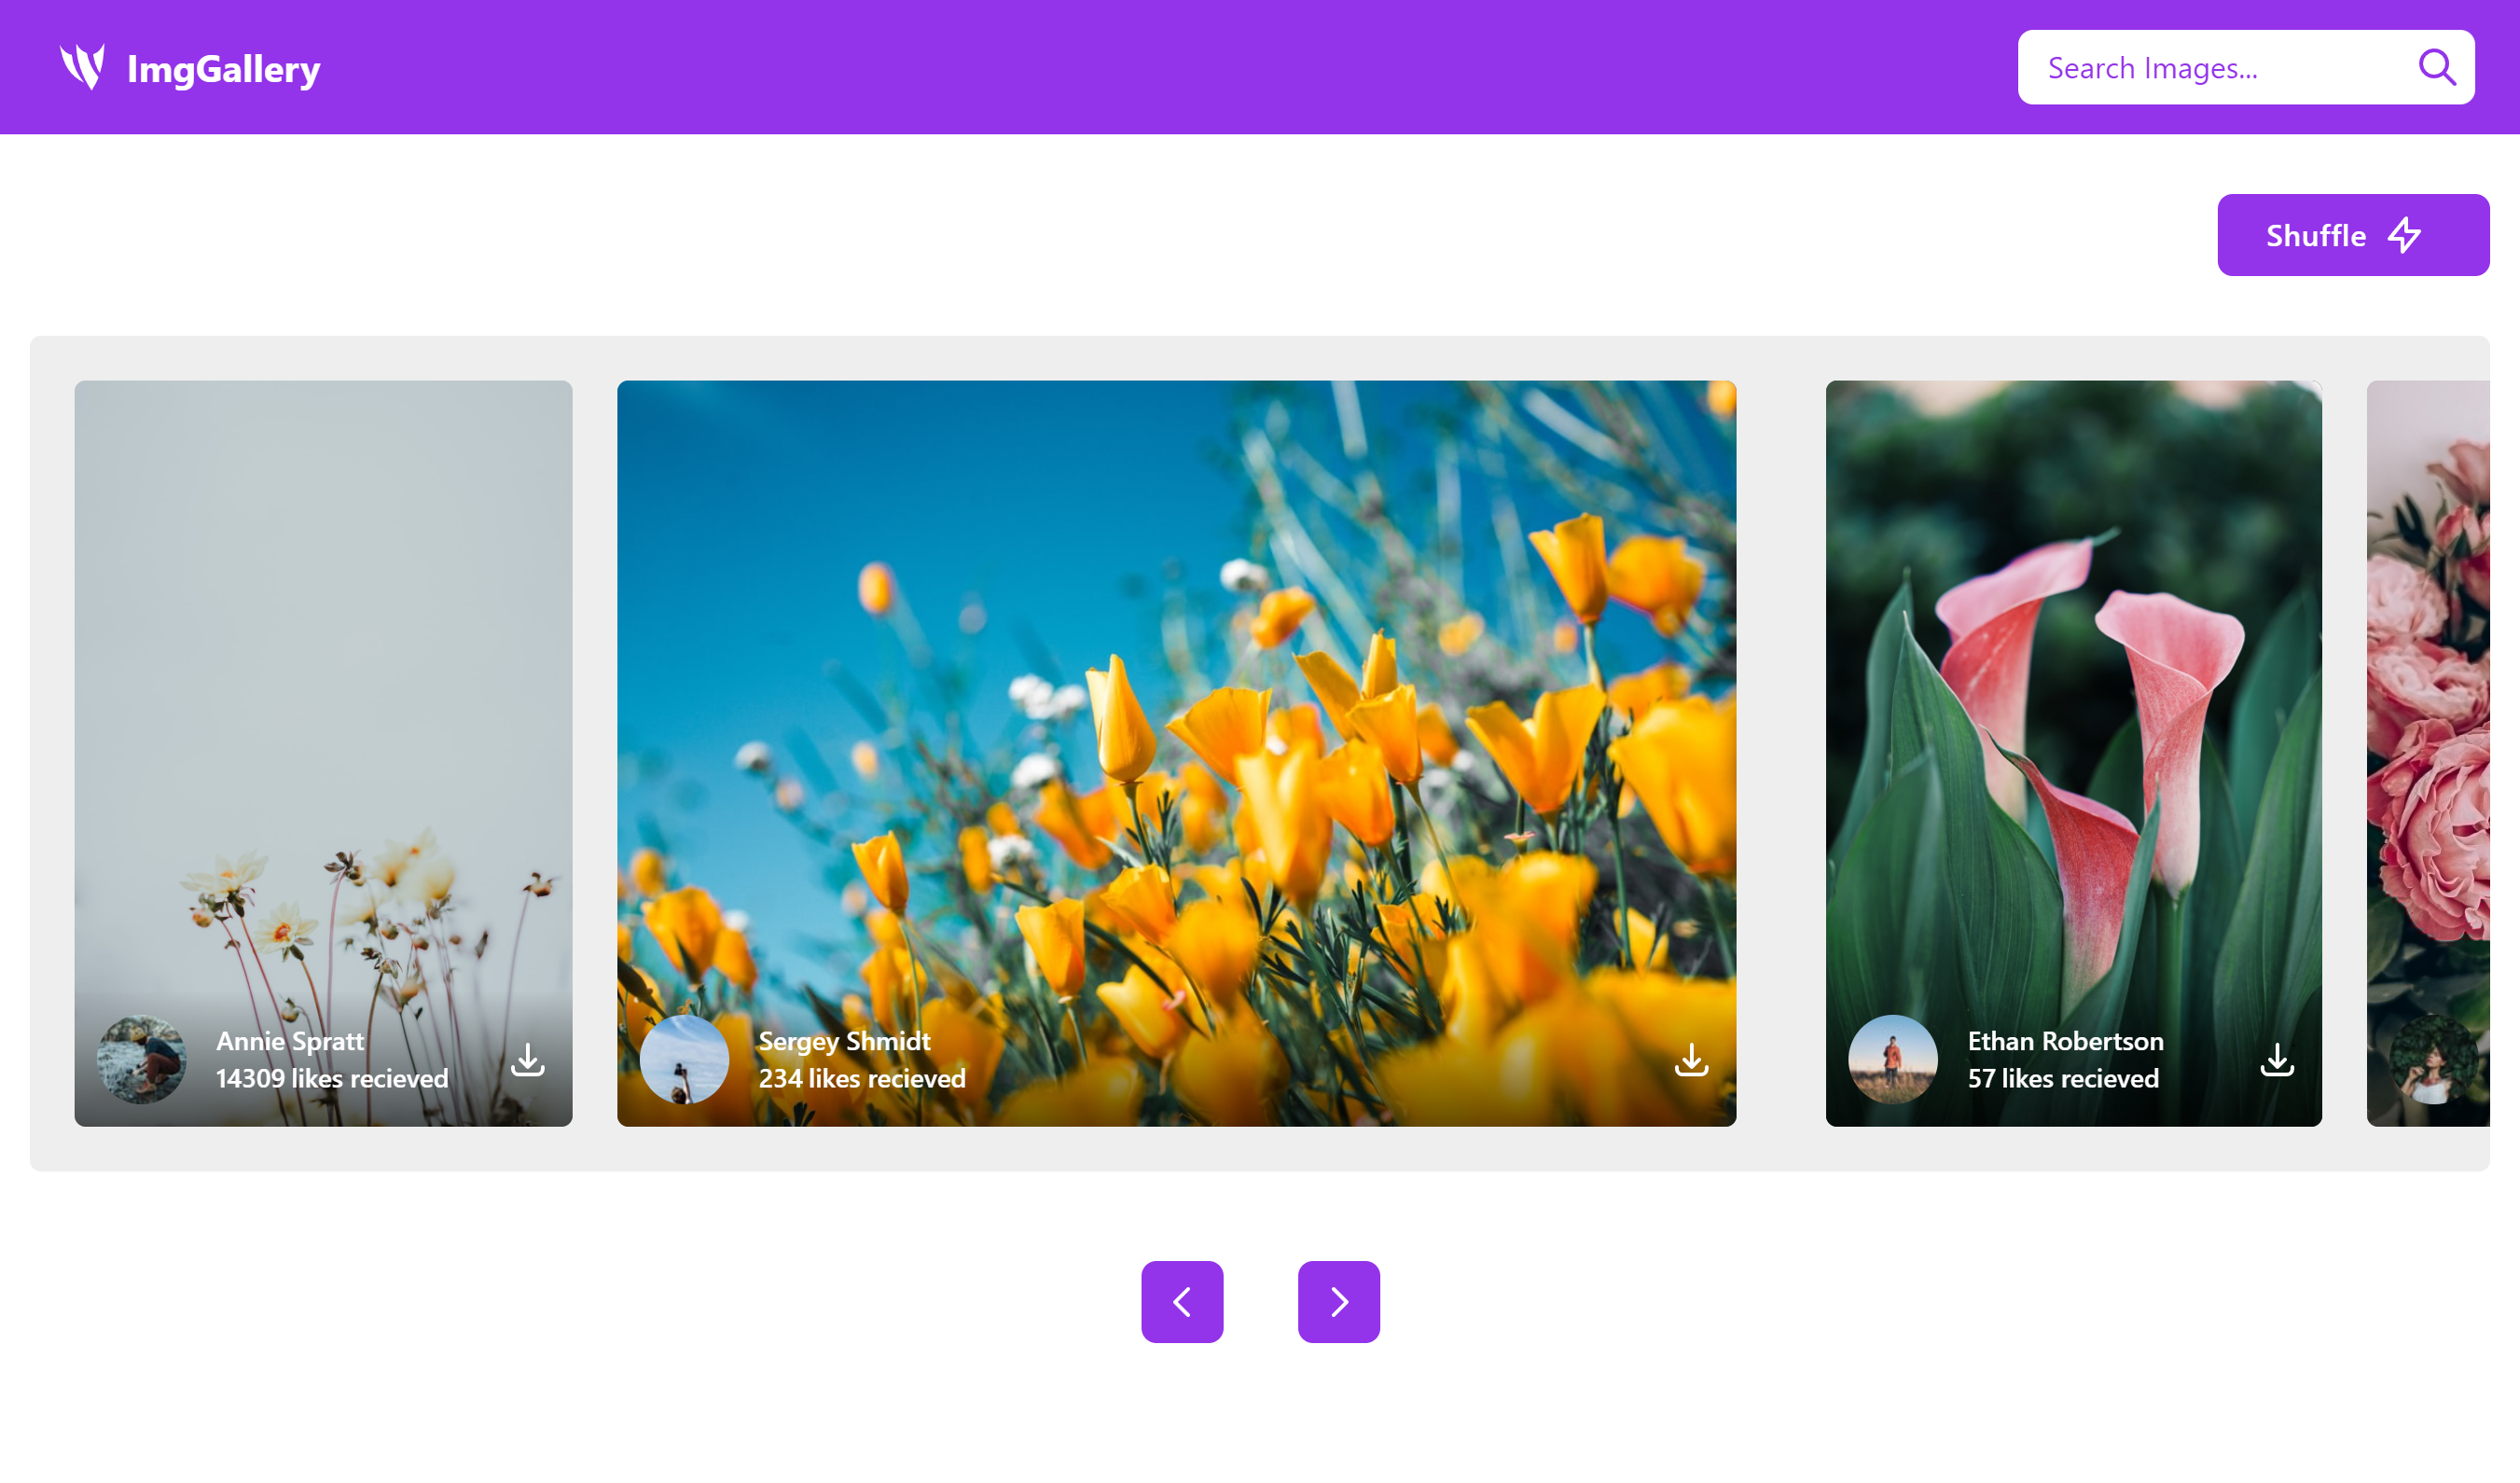 ImgGallery
Search Images...
Shuffle
Annie Spratt
14309 likes recieved
Sergey Shmidt
234 likes recieved
Ethan Robertson
57 likes recieved